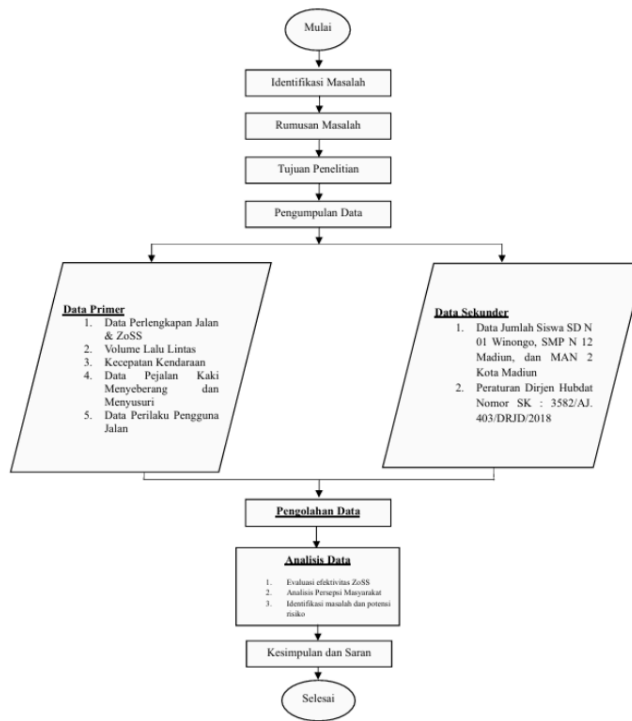 Mulai
Identifikasi Masalah
Rumusan Masalah
Tujuan Penelitian
Pengumpulan Data
Data Primer
1. Data Perlengkapan Jalan
& ZoSS
2. Volume Lalu Lintas
3. Kecepatan Kendaraan
4. Data Pejalan Kaki
Menyeberang dan
Menyusuri
5. Data Perilaku Pengguna
Jalan
Data Sekunder
1. Data Jumlah Siswa SD N
01 Winongo, SMP N 12
Madiun, dan MAN 2
Kota Madiun
2. Peraturan Dirjen Hubdat
Nomor SK : 3582/AJ.
403/DRJD/2018
Pengolahan Data
Analisis Data
1. Evaluasi efektivitas ZoSS
2. Analisis Persepsi Masyarakat
3. Identifikasi masalah dan potensi
risiko
Kesimpulan dan Saran
Selesai